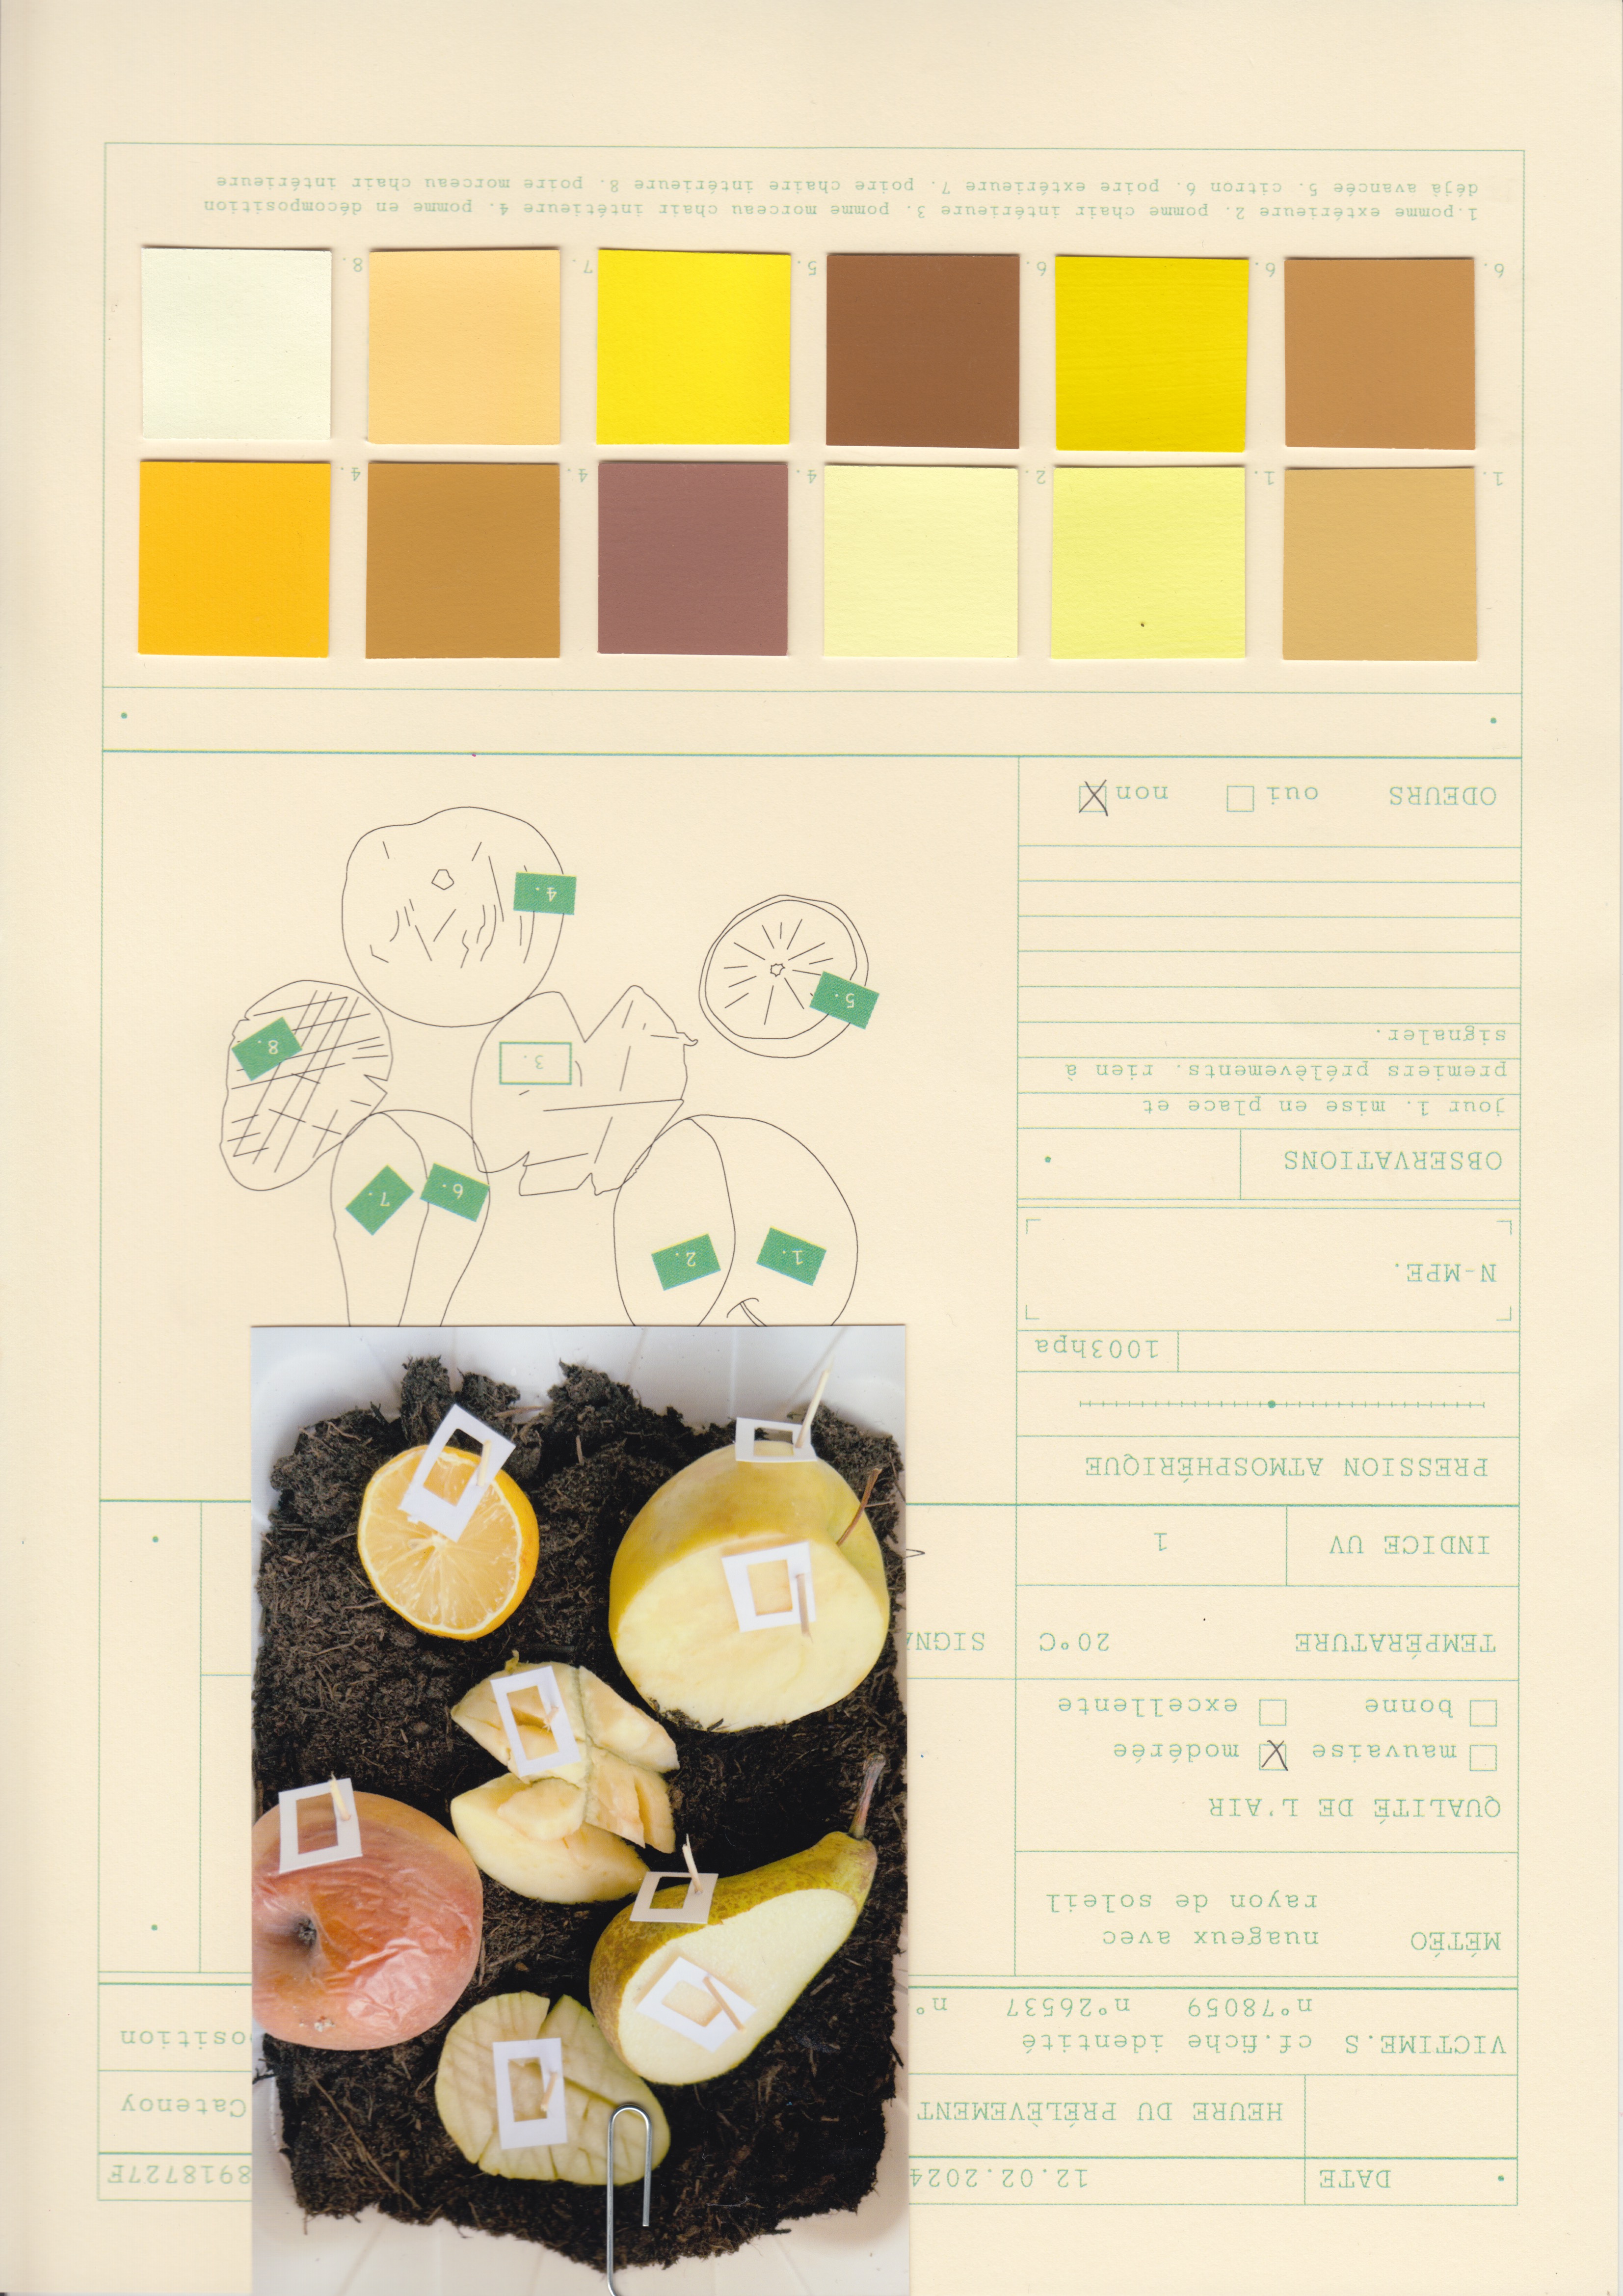 DATE 12.02.2024 8918727F
HEURE DU PRÉLÈVEMENT Catenoy
VICTIME.S cf.fiche identité osition
n°78059 n°26537 n°
MÉTÉO nuageux avec
rayon de soleil
QUALITÉ DE L'AIR
mauvaise modérée
bonne excellente
TEMPÉRATURE 20°C SIGNA
INDICE UV 1
PRESSION ATMOSPHÉRIQUE
1003hpa
N-MPE.
1. 2.
6. 7.
3.
8.
5.
4.
OBSERVATIONS
jour 1. mise en place et
premiers prélèvements. rien à
signaler.
ODEURS oui non
1. 1. 2. 4. 4. 4.
6. 6. 6. 5. 7. 8.
1.pomme extérieure 2. pomme chair intérieure 3. pomme morceau chair intétieure 4. pomme en décomposition
déjà avancée 5. citron 6. poire extérieure 7. poire chaire intérieure 8. poire morceau chair intérieure